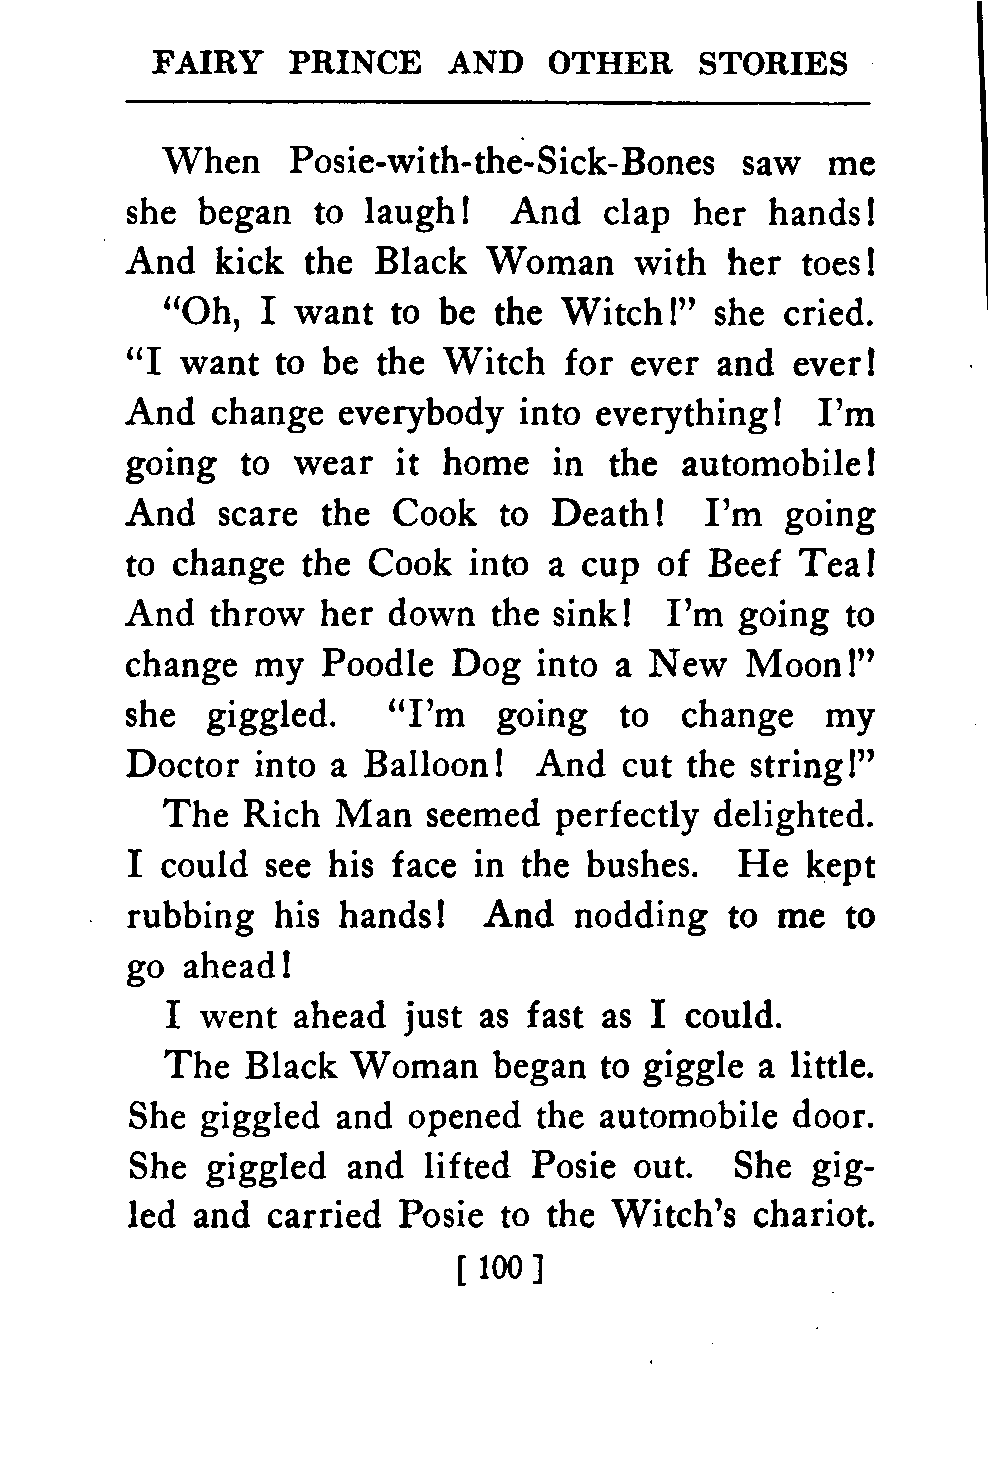 FAIRY PRINCE AND OTHER STORIES
When Posie-with-the-Sick-Bones saw me
she began to laugh! And clap her hands!
And kick the Black Woman with her toes!
“Oh, I want to be the Witch!” she cried.
“I want to be the Witch for ever and ever!
And change everybody into everything! I’m
going to wear it home in the automobile!
And scare the Cook to Death! I’m going
to change the Cook into a cup of Beef Tea!
And throw her down the sink! I’m going to
change my Poodle Dog into a New Moon!”
she giggled. “I’m going to change my
Doctor into a Balloon! And cut the string!”
The Rich Man seemed perfectly delighted.
I could see his face in the bushes. He kept
rubbing his hands! And nodding to me to
go ahead!
I went ahead just as fast as I could.
The Black Woman began to giggle a little.
She giggled and opened the automobile door.
She giggled and lifted Posie out. She gig-
led and carried Posie to the Witch’s chariot.
[ 100 ]